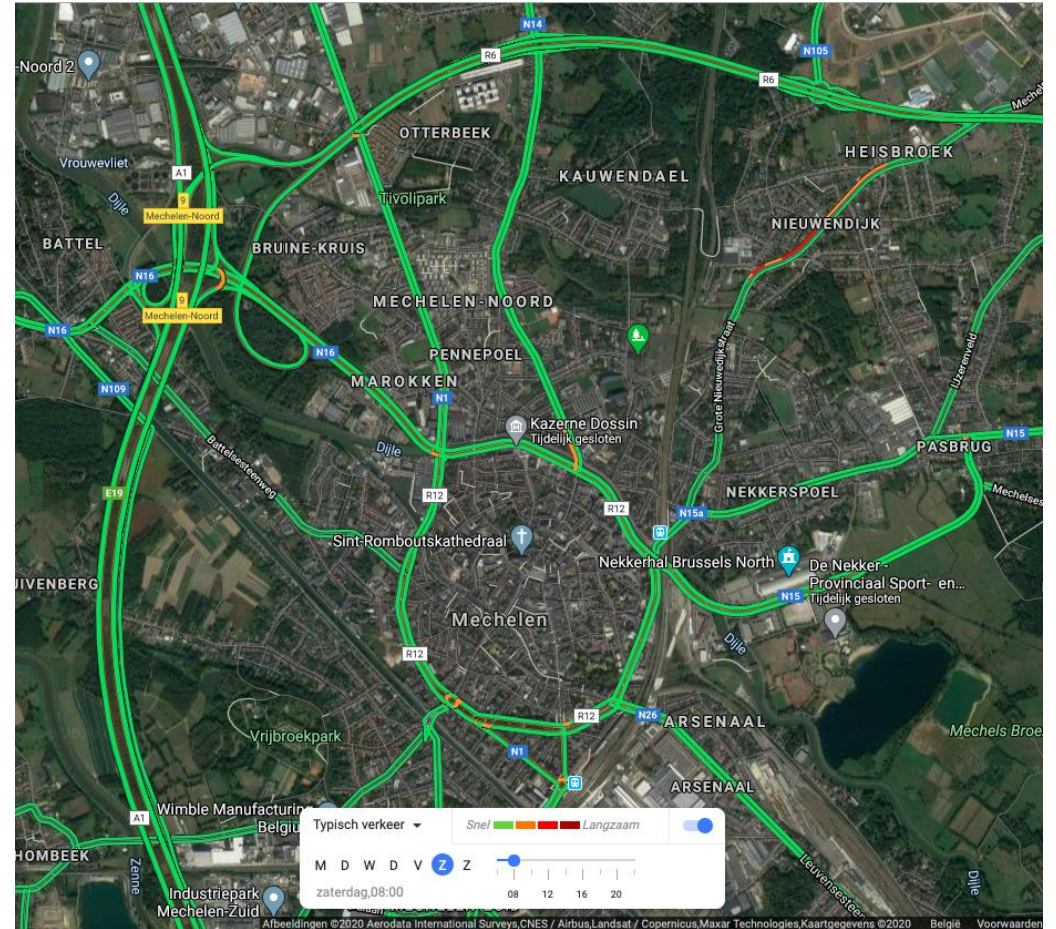 N14
R6
N105
-Noord 2
R6
Mechels
OTTERBEEK
Vrouwevliet
HEISBROEK
A1
KAUWENDAEL
Dijle
Tivolipark
9
Mechelen-Noord
NIEUWENDIJK
BATTEL
BRUINE-KRUIS
N16
MECHELEN-NOORD
9
Mechelen-Noord
N16
N16
PENNEPOEL
Grote Nieuwedijkstraat
IJzerenveld
N109
MAROKKEN
N1
Kazerne Dossin
Tijdelijk gesloten
N15
Dijle
PASBRUG
Battelsesteenweg
E19
R12
NEKKERSPOEL
Mechelses
R12
N15a
Sint-Romboutskathedraal
Nekkerhal Brussels North
De Nekker -
Provinciaal Sport- en...
Tijdelijk gesloten
UIVENBERG
N15
Mechelen
Dijle
R12
R12
N26
ARSENAAL
Vrijbroekpark
N1
Mechels Broe
ARSENAAL
Wimble Manufacturing
Belgiu
A1
Typisch verkeer
Snel
Langzaam
HOMBEEK
M D W D V Z Z
08 12 16 20
zaterdag,08:00
Zenne
Leuvensesteen
Dijle
Industriepark
Mechelen-Zuid
Afbeeldingen ©2020 Aerodata International Surveys,CNES / Airbus,Landsat / Copernicus,Maxar Technologies,Kaartgegevens ©2020 België Voorwaarden